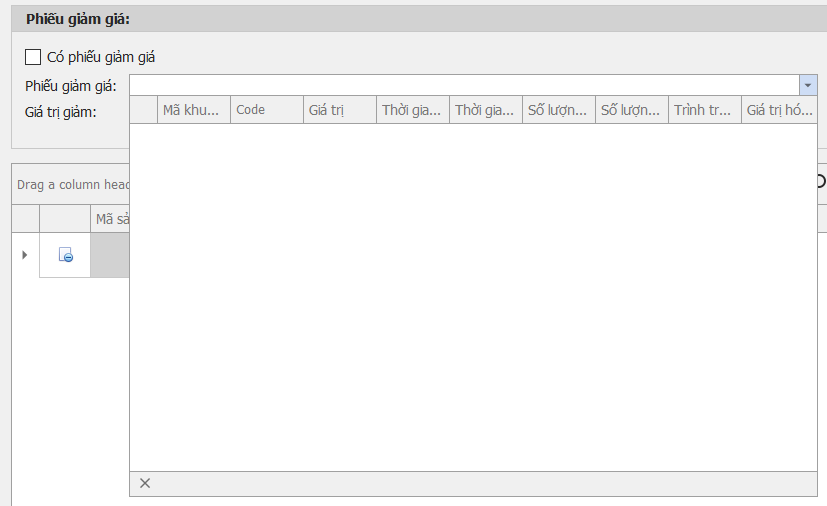 Phiếu giảm giá:
Có phiếu giảm giá
Phiếu giảm giá:
Giá trị giảm:
Mã khu... Code Giá trị Thời gia... Thời gia... Số lượn... Số lượn... Trình tr... Giá trị hó...
Drag a column head
Mã sả